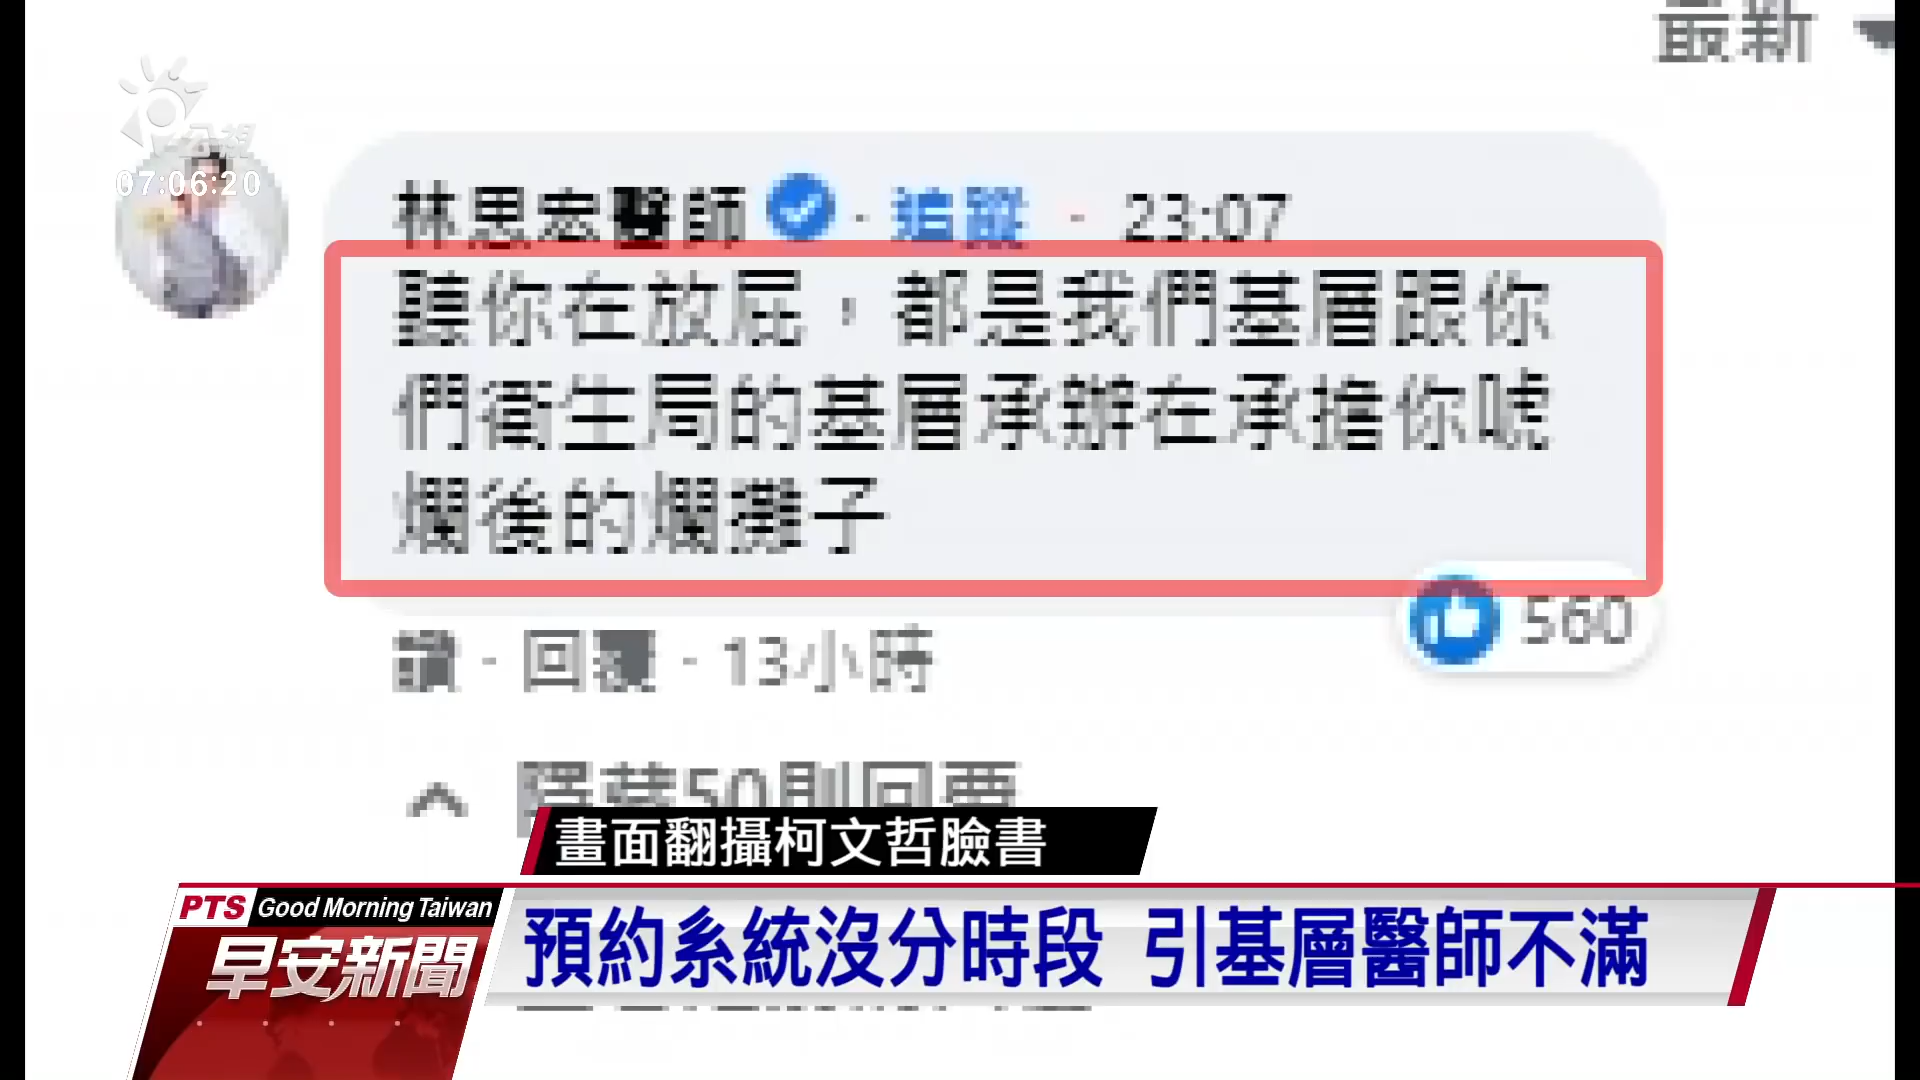 最新
公視
07:06:20
林思宏醫師 · 追蹤 · 23:07
聽你在放屁，都是我們基層跟你
們衛生局的基層承辦在承擔你唬
爛後的爛攤子
560
讚 · 回覆 · 13小時
隱藏50則回覆
畫面翻攝柯文哲臉書
PTS Good Morning Taiwan
早安新聞
預約系統沒分時段 引基層醫師不滿